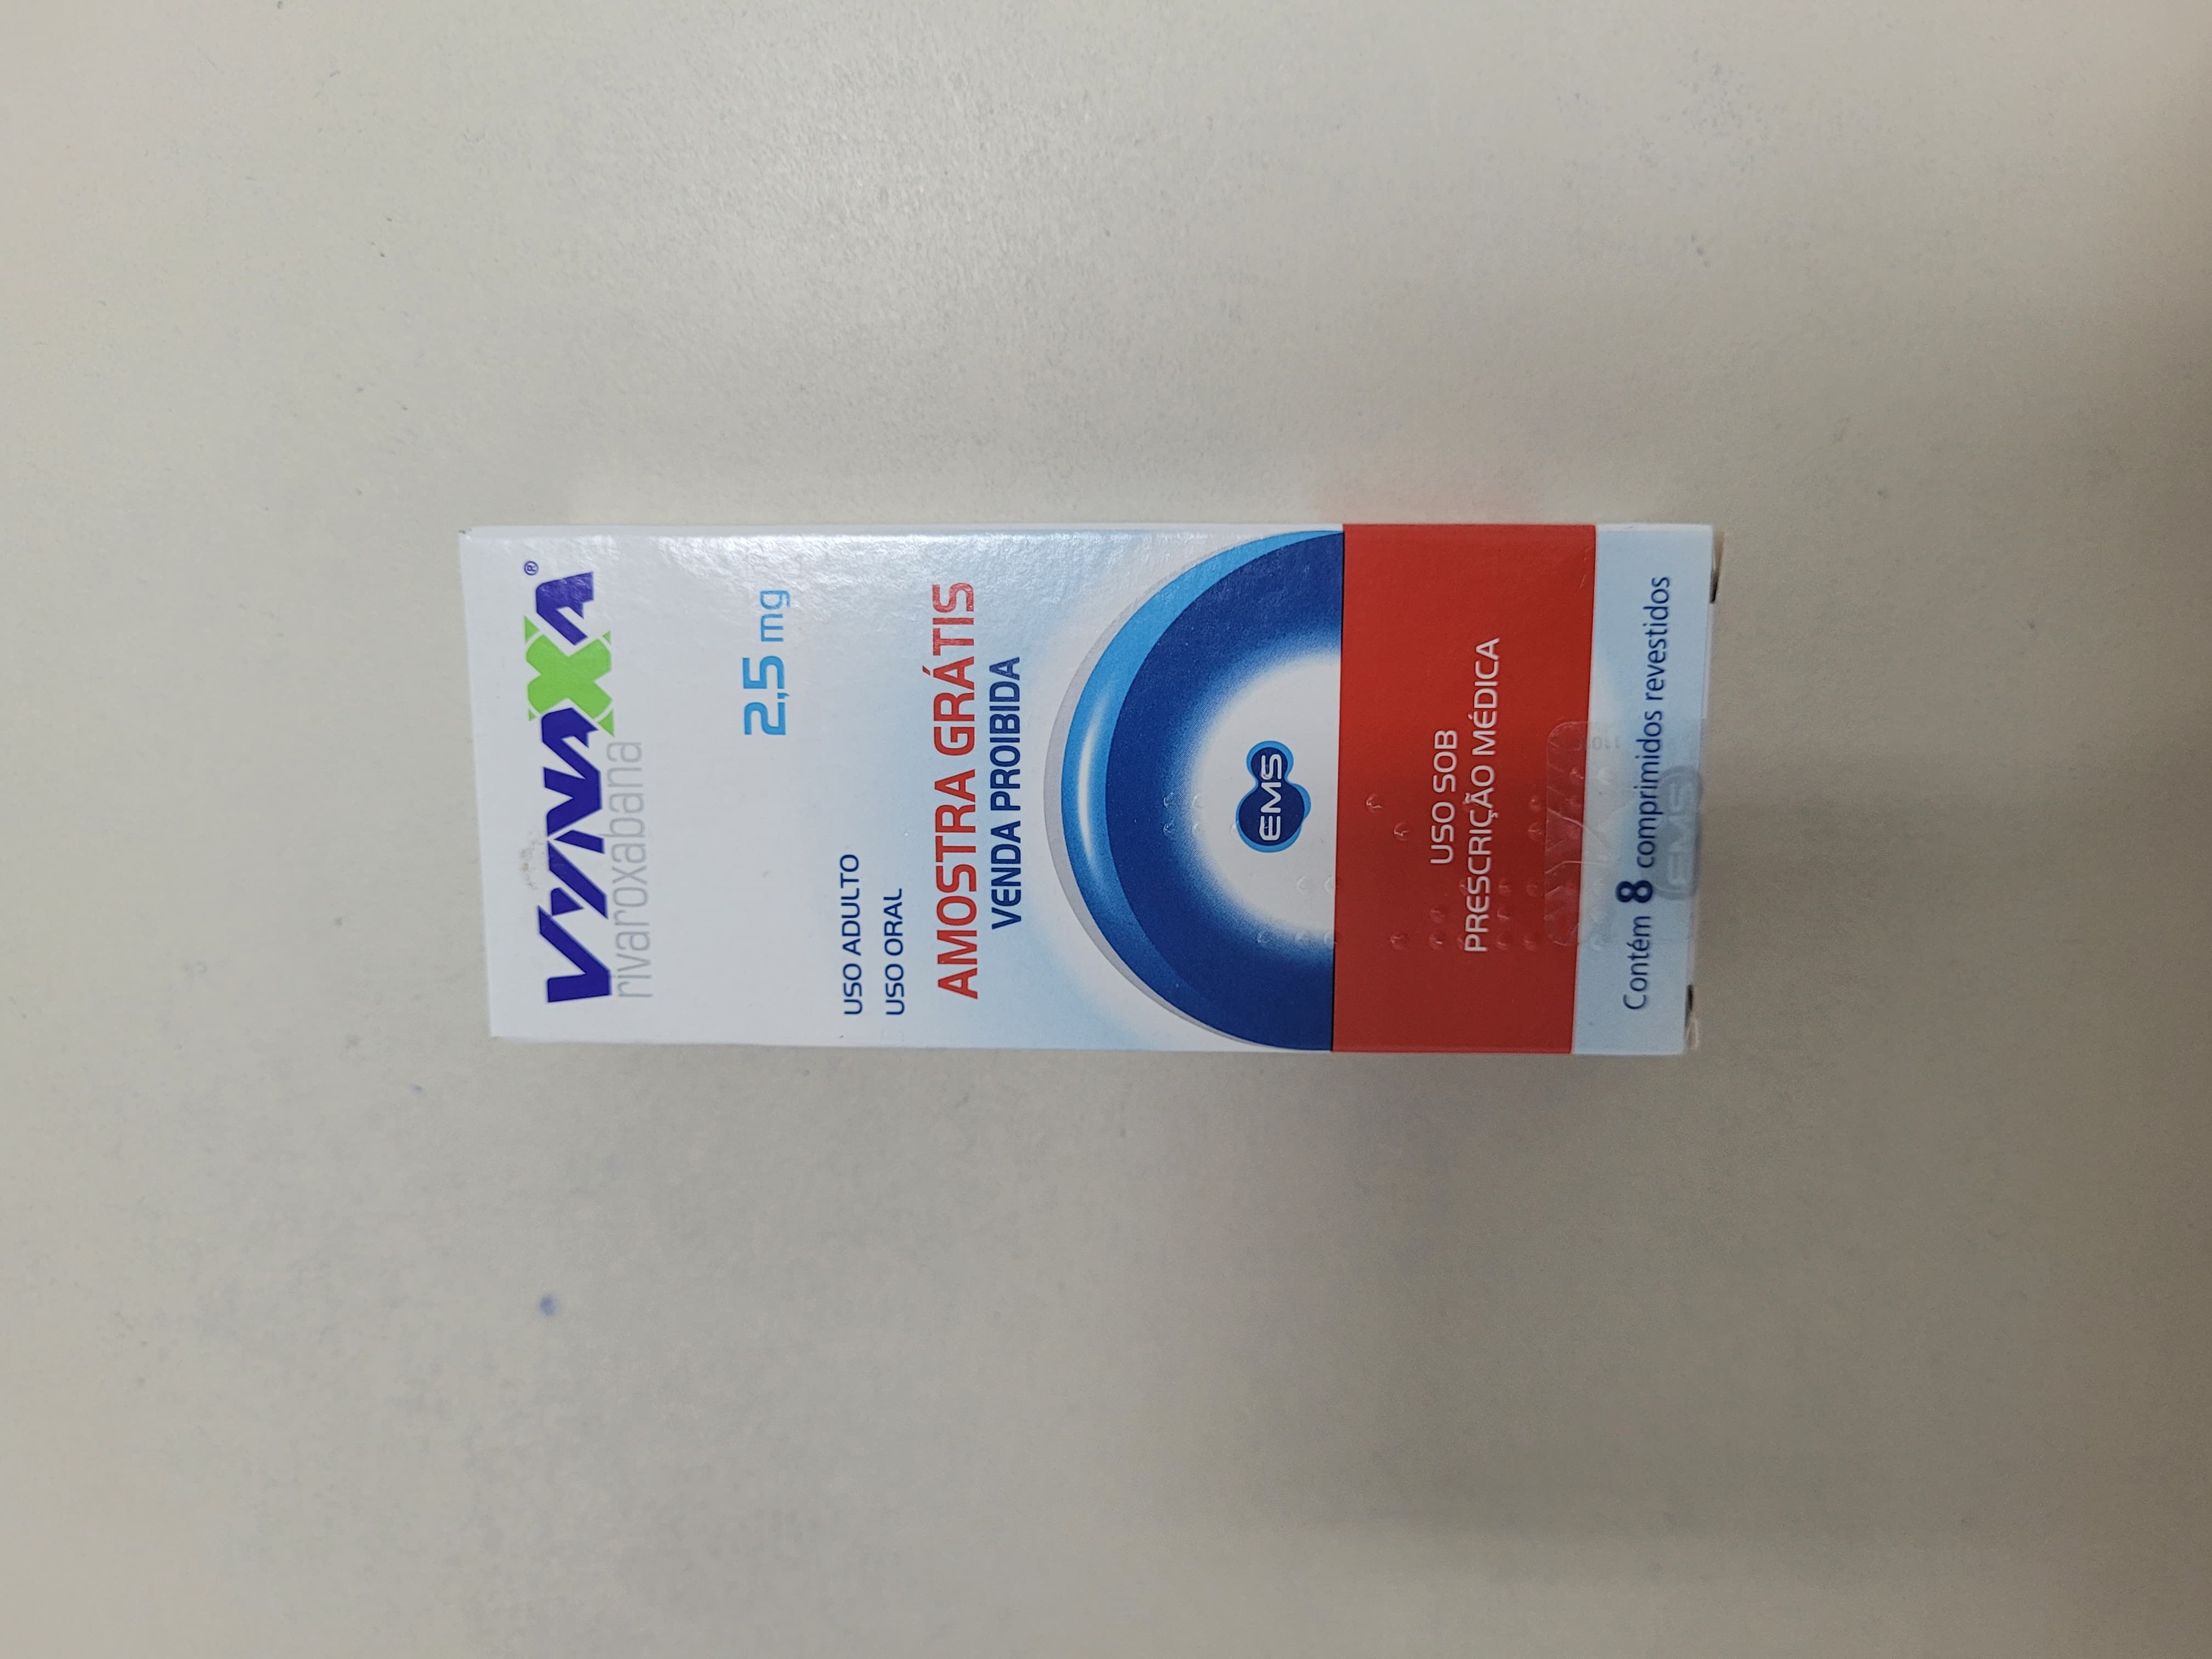 VYNAXA®
rivaroxabana
2,5 mg
USO ADULTO
USO ORAL
AMOSTRA GRÁTIS
VENDA PROIBIDA
EMS
USO SOB
PRESCRIÇÃO MÉDICA
Contém 8 comprimidos revestidos
EMS